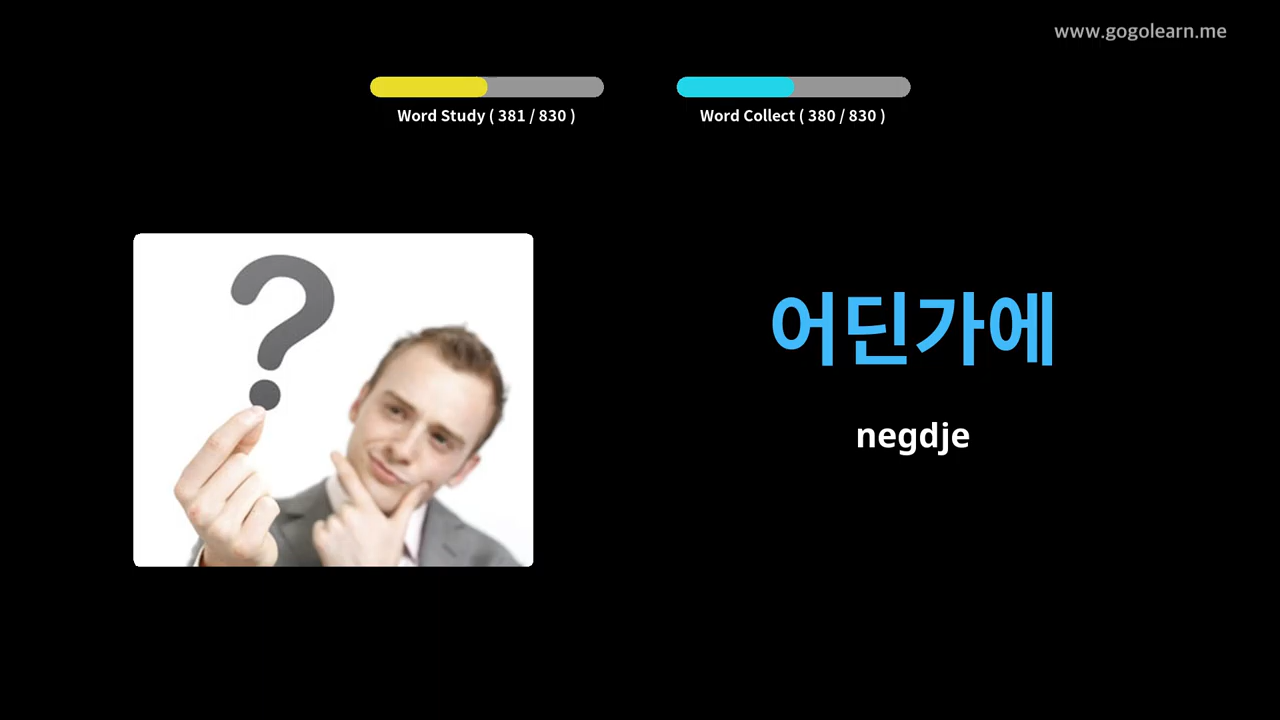 www.gogolearn.me
Word Study ( 381 / 830 )
Word Collect ( 380 / 830 )
?
어딘가에
negdje